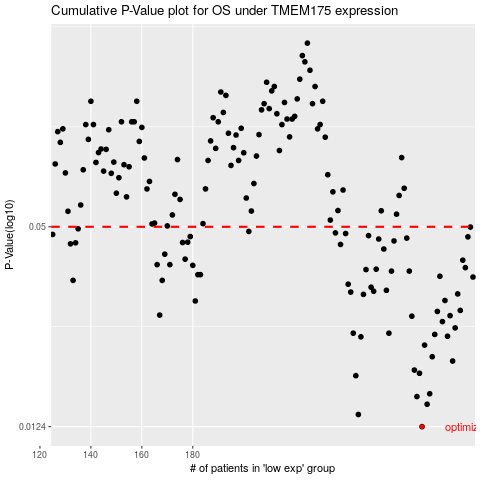 Cumulative P-Value plot for OS under TMEM175 expression
P-Value(log10)
0.05
0.0124
optimiz
120 140 160 180
# of patients in 'low exp' group